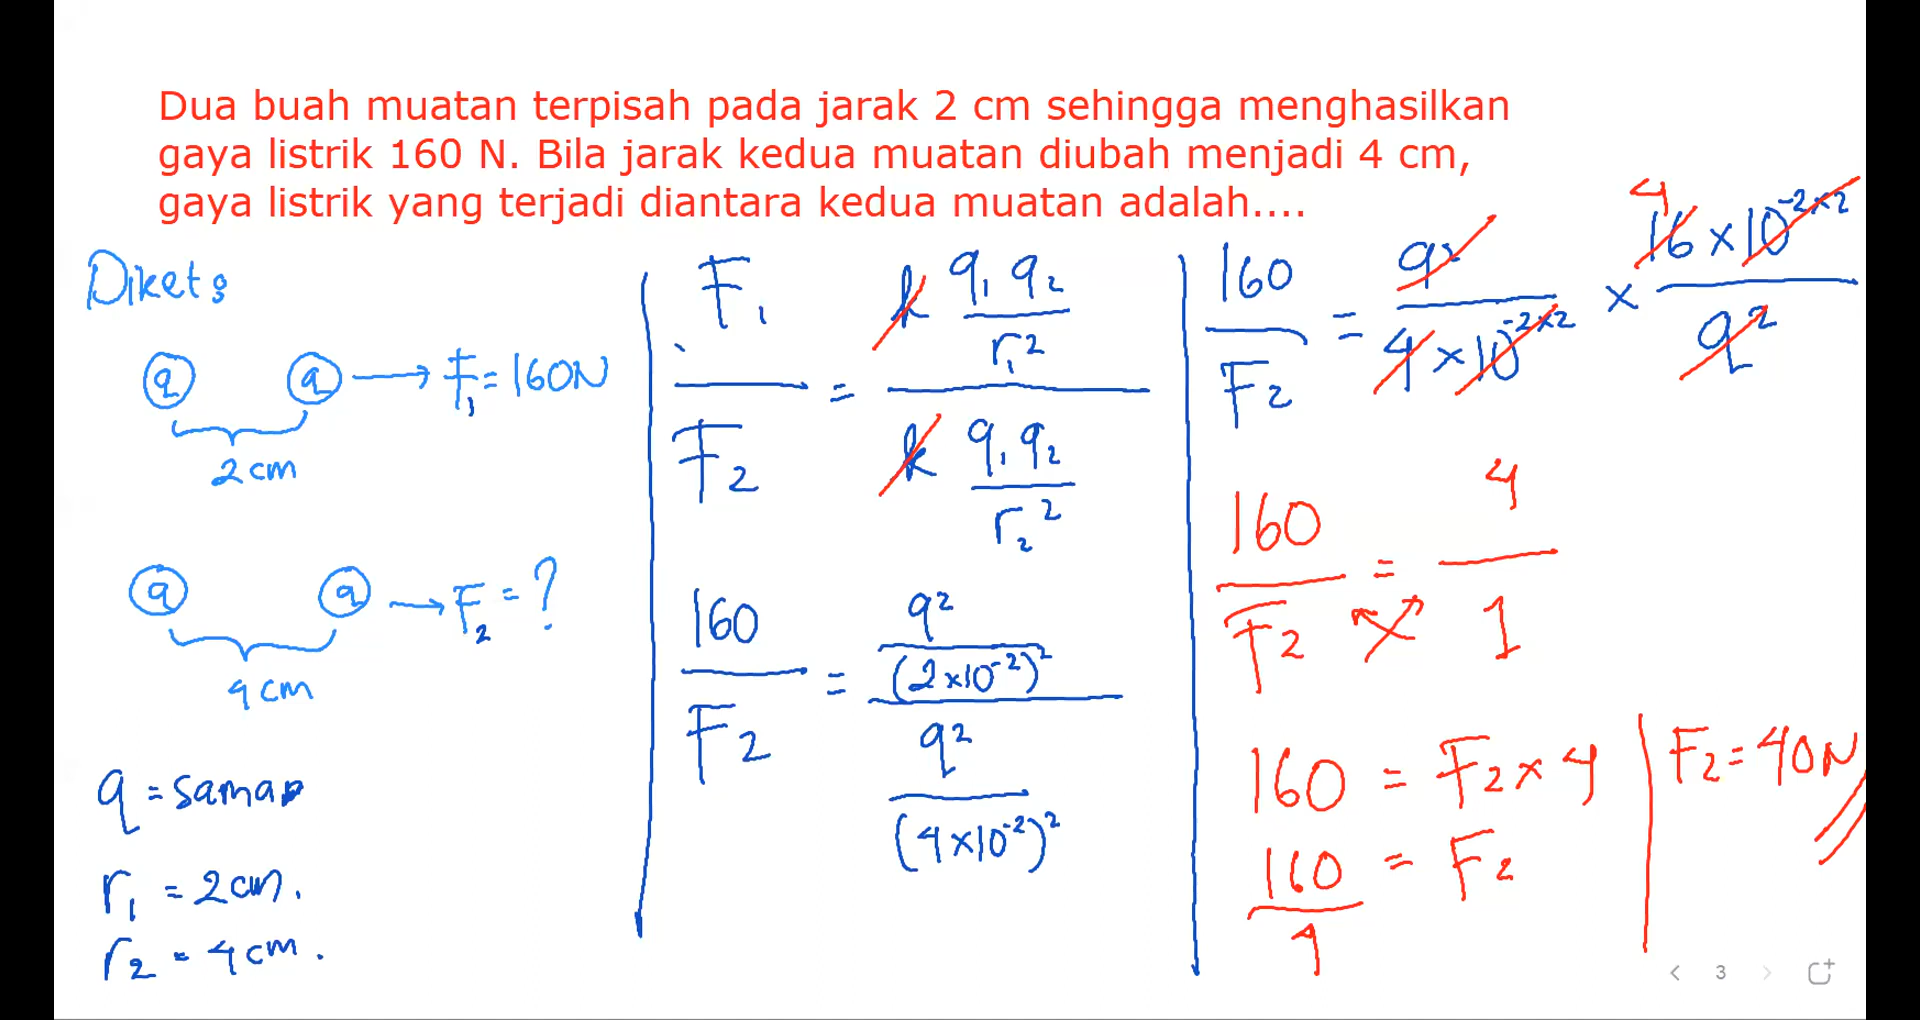 Dua buah muatan terpisah pada jarak 2 cm sehingga menghasilkan
gaya listrik 160 N. Bila jarak kedua muatan diubah menjadi 4 cm,
gaya listrik yang terjadi diantara kedua muatan adalah....
Diket:
q q → F₁ = 160N
2 cm
q q → F₂ = ?
4 cm
q = sama
r₁ = 2 cm.
r₂ = 4 cm.
F₁ / F₂ = k q₁ q₂ / r₁² / k q₁ q₂ / r₂²
160 / F₂ = q² / (2×10⁻²)² / q² / (4×10⁻²)²
160 / F₂ = q² / 4×10⁻²ˣ² × 16×10⁻²ˣ² / q²
4
160 / F₂ = 4 / 1
160 = F₂ × 4
160 / 4 = F₂
F₂ = 40N
< 3 >